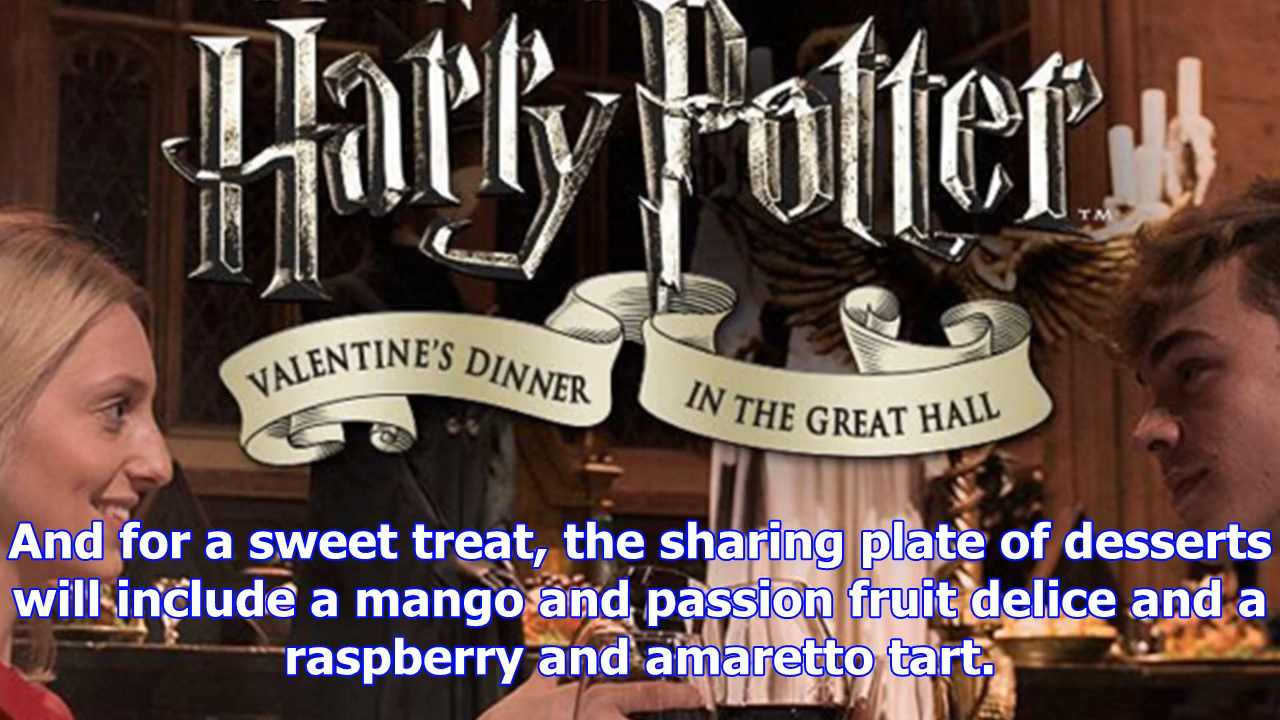 Harry Potter
TM
VALENTINE'S DINNER
IN THE GREAT HALL
And for a sweet treat, the sharing plate of desserts
will include a mango and passion fruit delice and a
raspberry and amaretto tart.